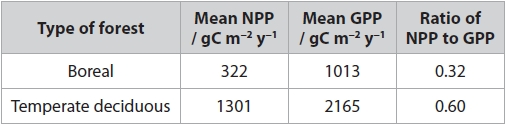 Type of forest
Mean NPP
/ gC m⁻² y⁻¹
Mean GPP
/ gC m⁻² y⁻¹
Ratio of
NPP to GPP
Boreal 322 1013 0.32
Temperate deciduous 1301 2165 0.60